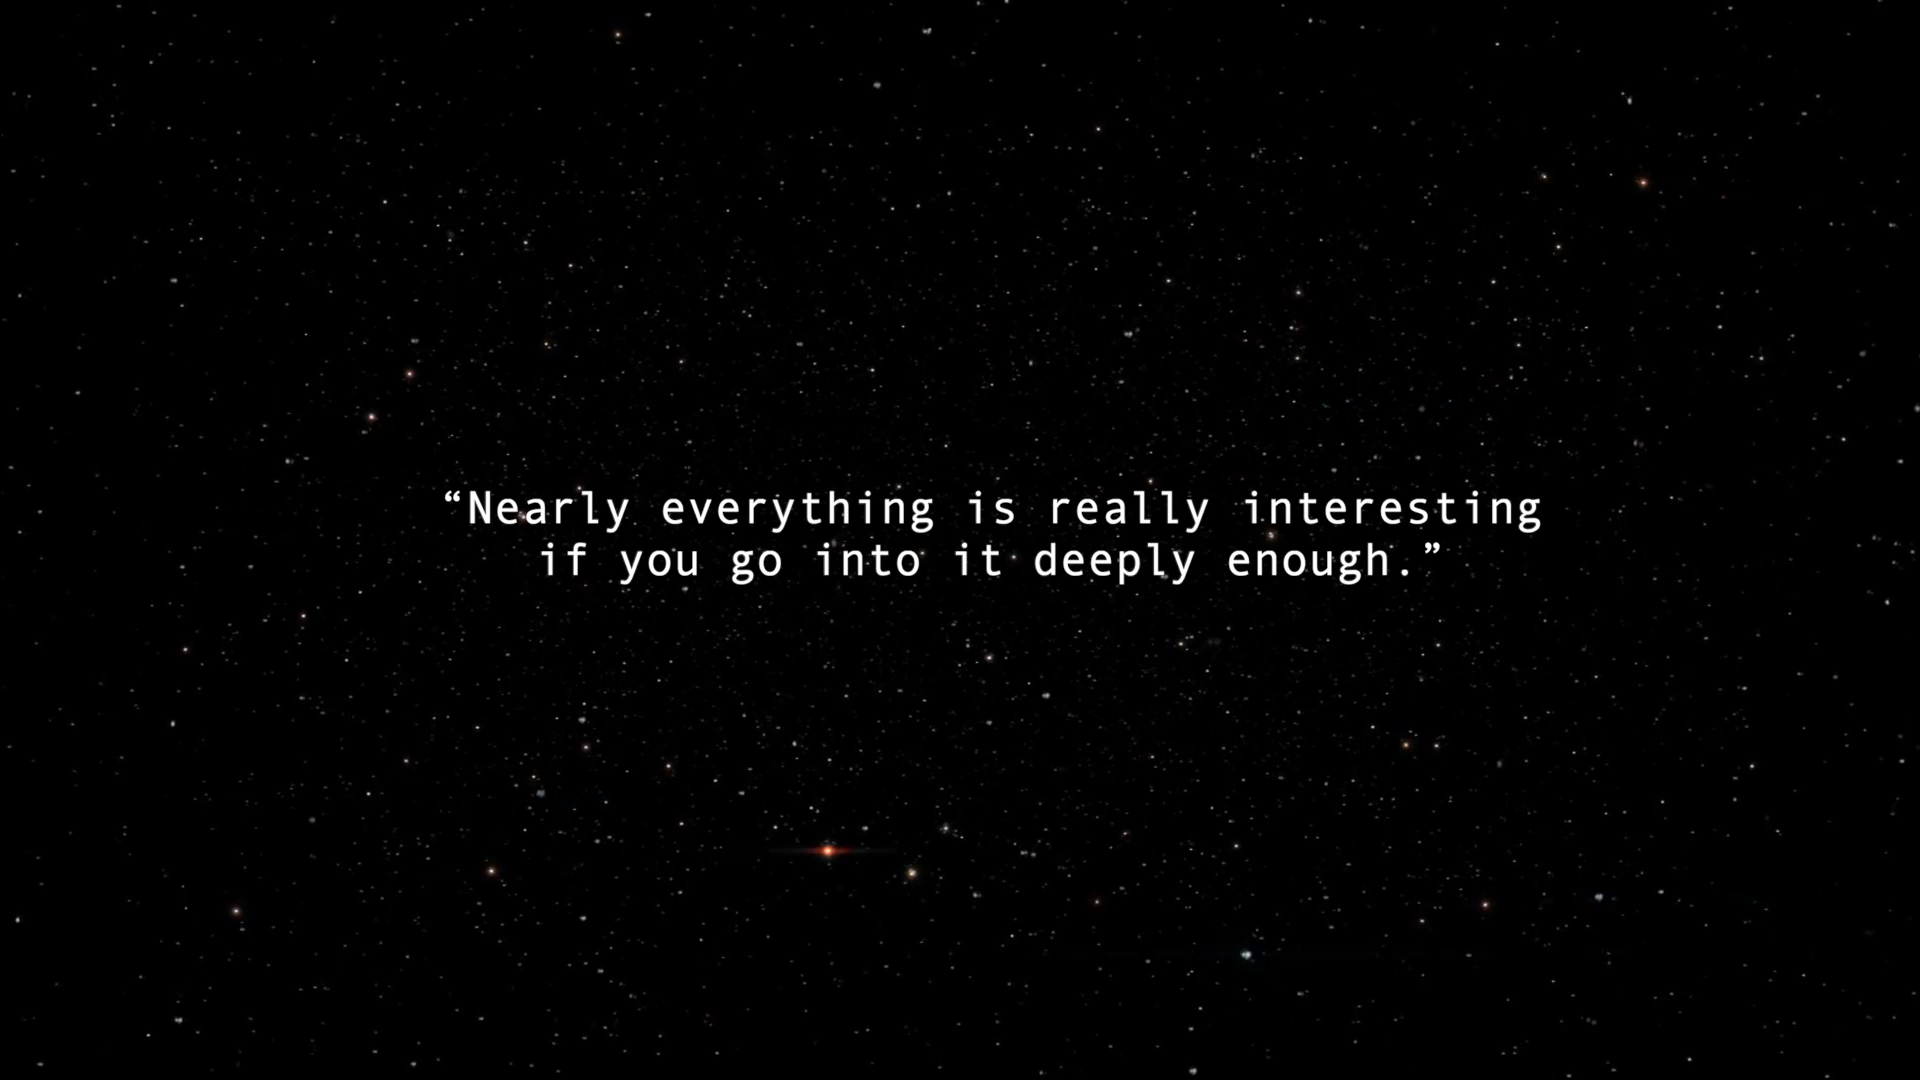 “Nearly everything is really interesting
if you go into it deeply enough.”